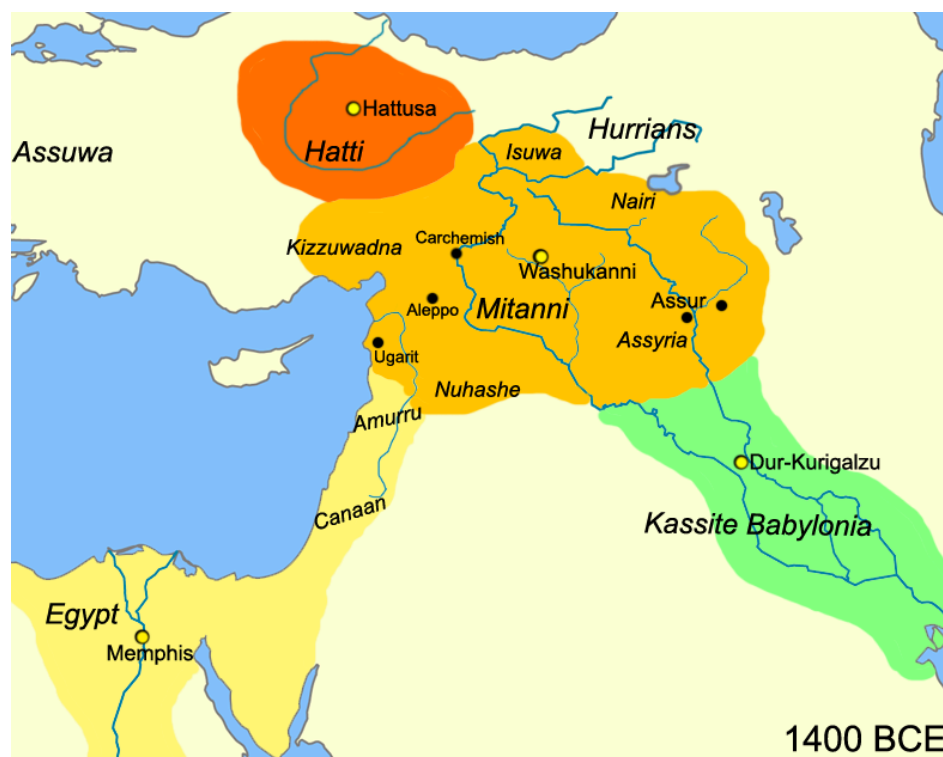 Hattusa
Hurrians
Hatti
Assuwa
Isuwa
Nairi
Kizzuwadna
Carchemish
Washukanni
Aleppo
Mitanni
Assur
Assyria
Ugarit
Nuhashe
Amurru
Dur-Kurigalzu
Canaan
Kassite Babylonia
Egypt
Memphis
1400 BCE